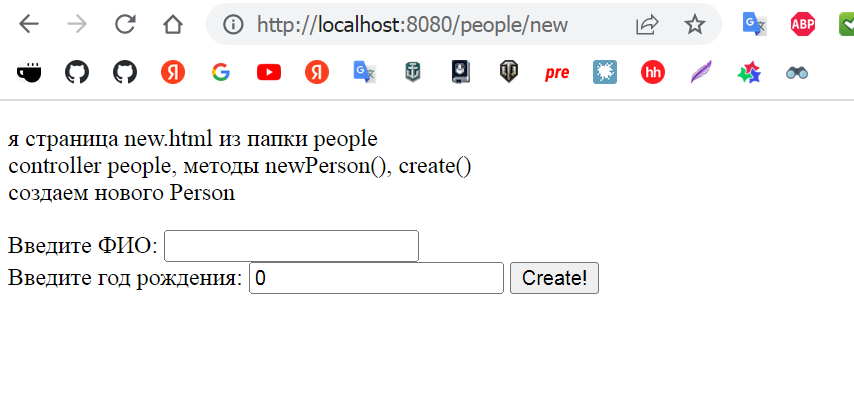 http://localhost:8080/people/new
ABP
Я
G
Я
pre
hh
я страница new.html из папки people
controller people, методы newPerson(), create()
создаем нового Person
Введите ФИО:
Введите год рождения: 0 Create!